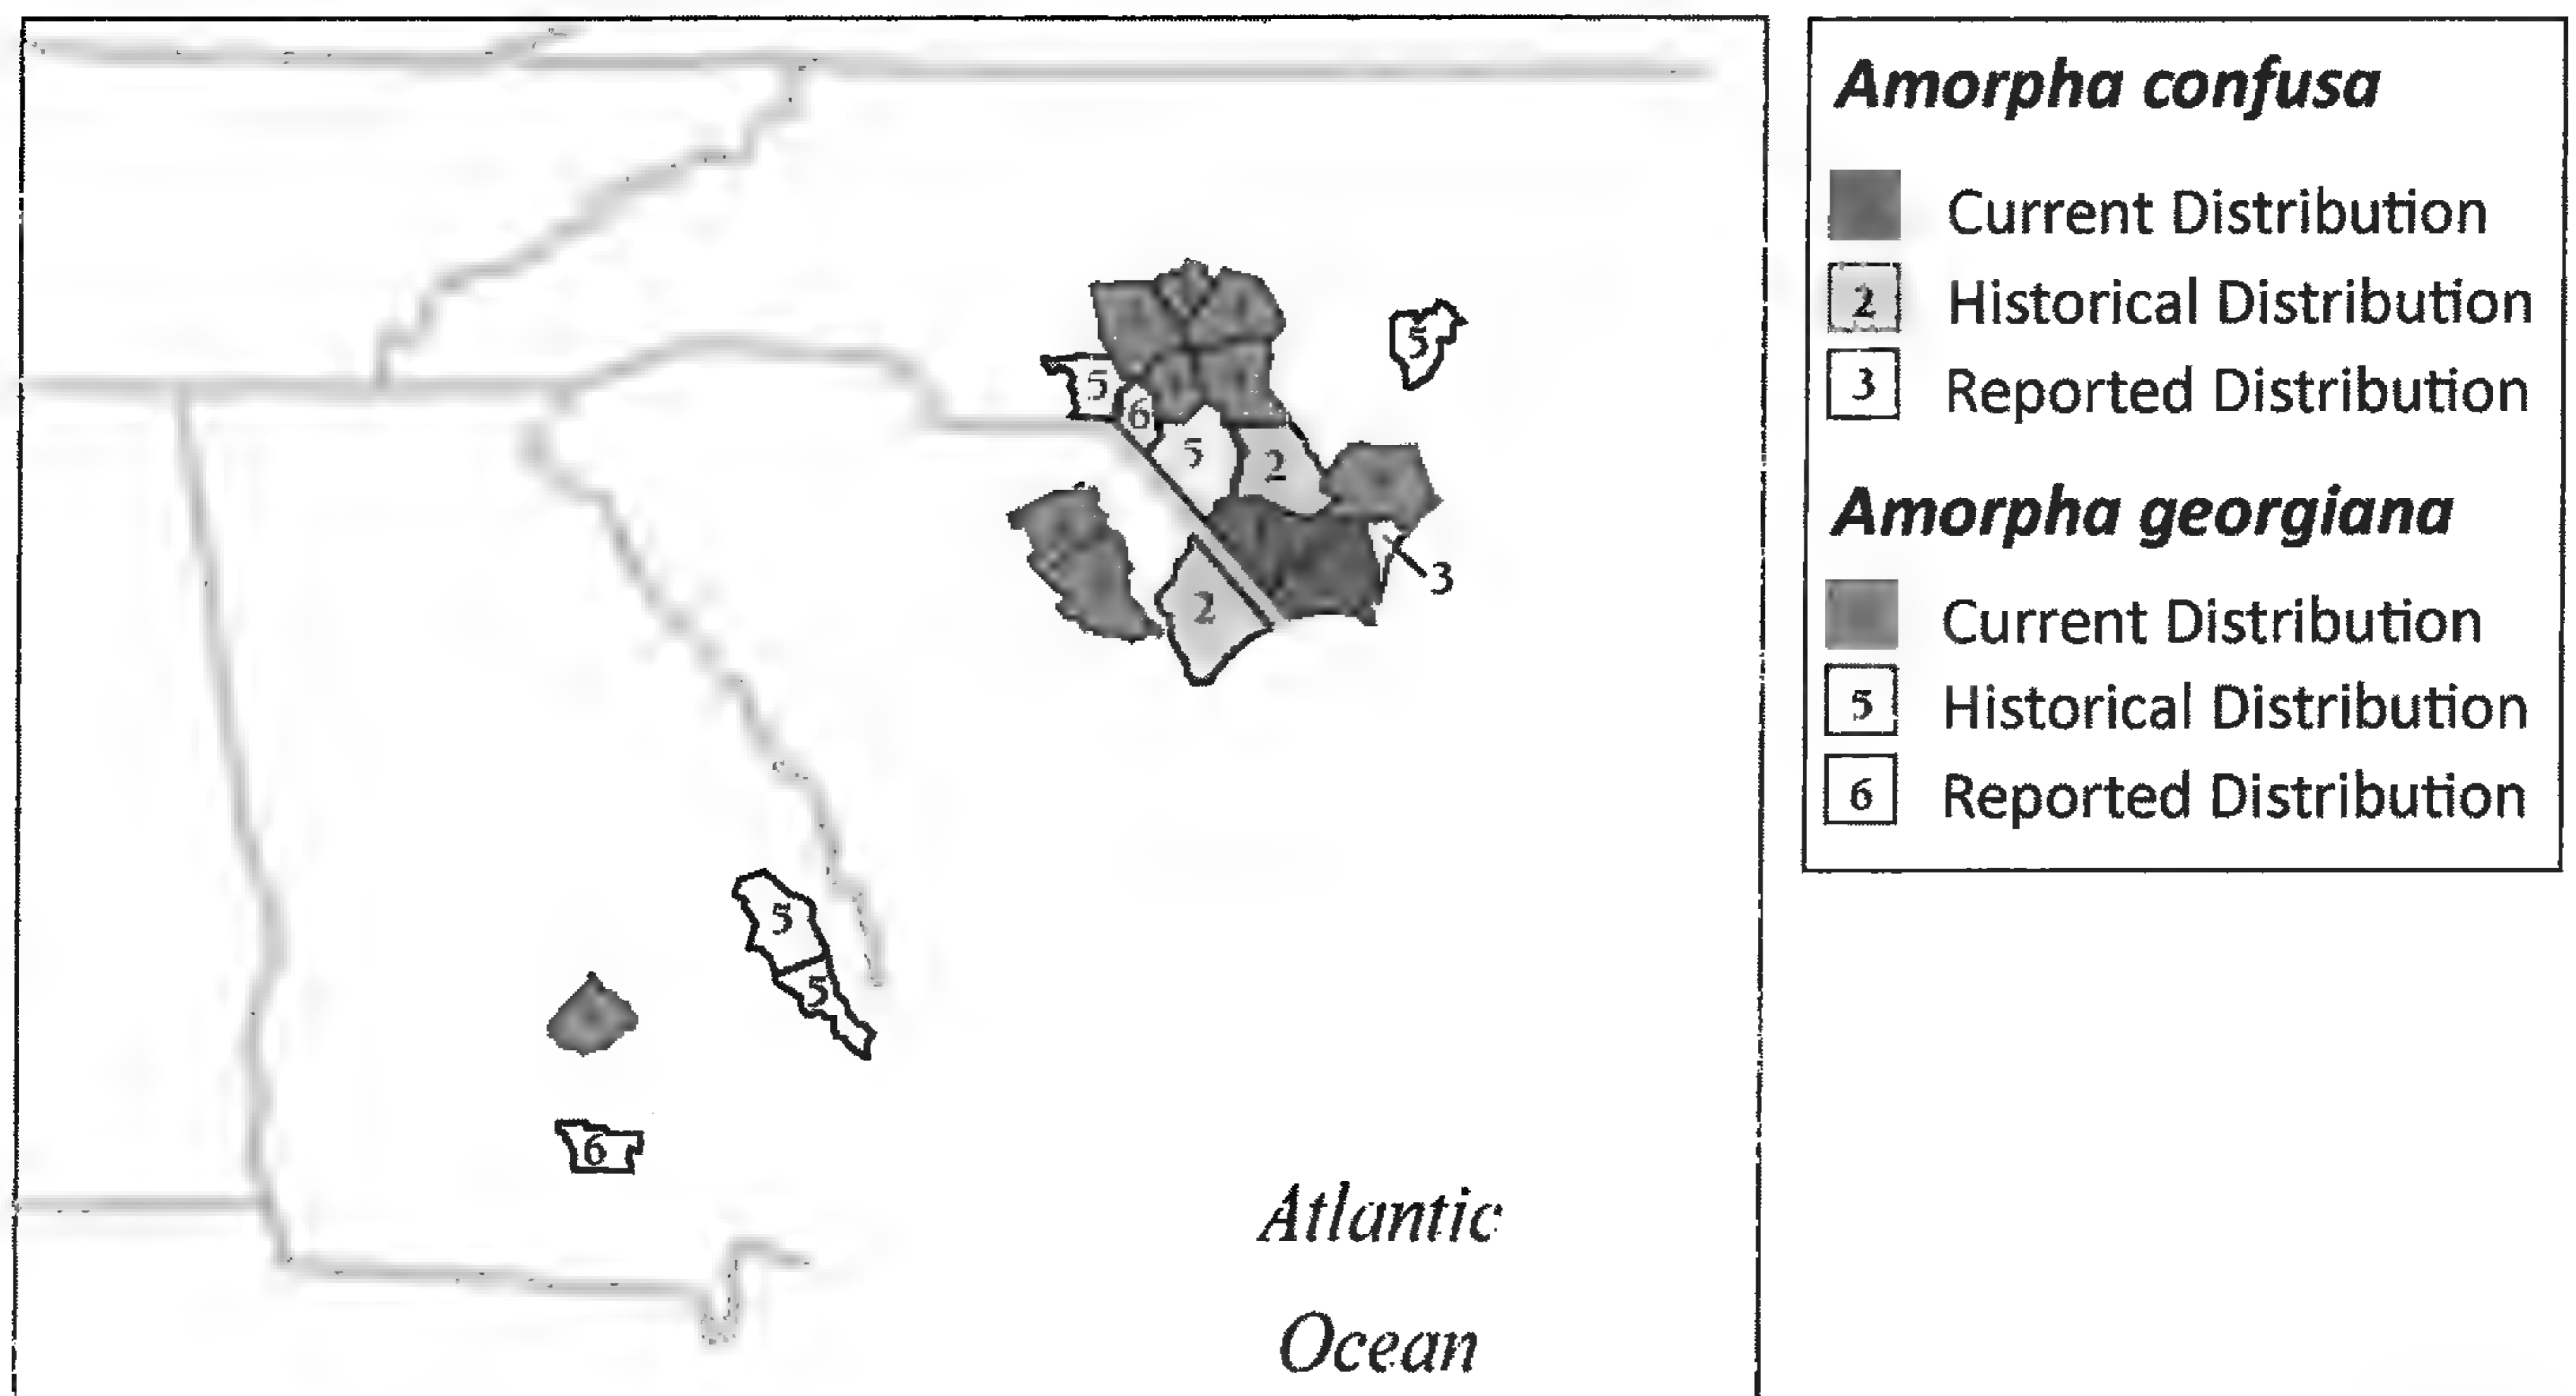 Amorpha confusa
Current Distribution
2 Historical Distribution
3 Reported Distribution
Amorpha georgiana
Current Distribution
5 Historical Distribution
6 Reported Distribution
5
5
6
5
2
3
2
5
5
6
Atlantic
Ocean